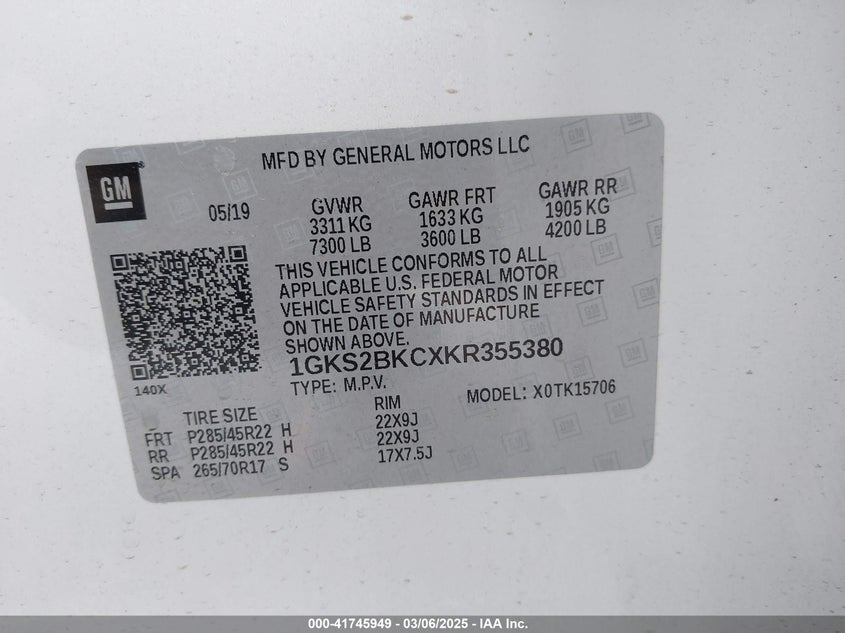 MFD BY GENERAL MOTORS LLC
GM
05/19
GVWR GAWR FRT GAWR RR
3311 KG 1633 KG 1905 KG
7300 LB 3600 LB 4200 LB
THIS VEHICLE CONFORMS TO ALL
APPLICABLE U.S. FEDERAL MOTOR
VEHICLE SAFETY STANDARDS IN EFFECT
ON THE DATE OF MANUFACTURE
SHOWN ABOVE.
1GKS2BKCXKR355380
140X
TYPE: M.P.V. MODEL: X0TK15706
TIRE SIZE RIM
FRT P285/45R22 H 22X9J
RR P285/45R22 H 22X9J
SPA 265/70R17 S 17X7.5J
000-41745949 — 03/06/2025 — IAA Inc.